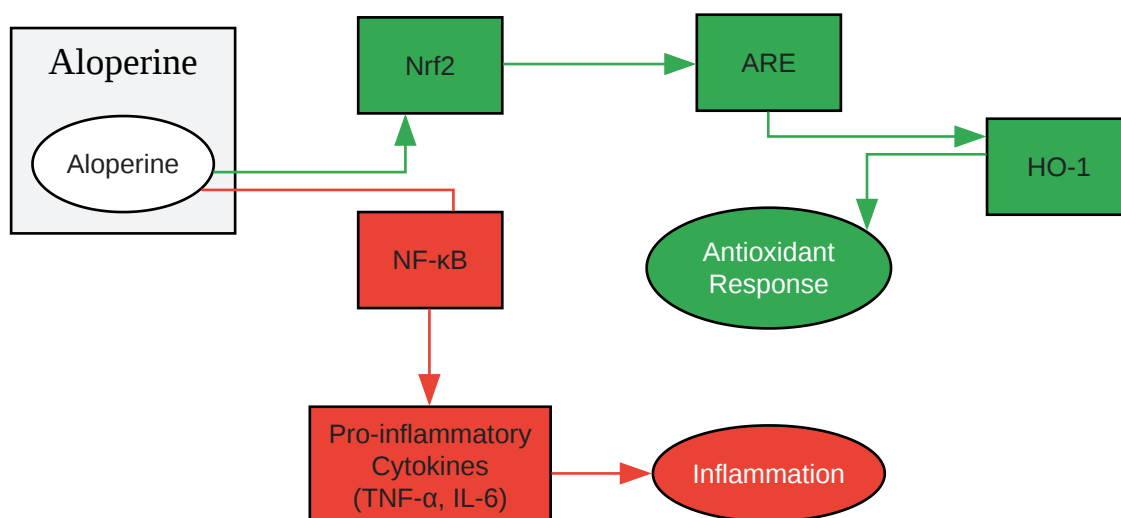 Aloperine
Aloperine
Nrf2
ARE
HO-1
NF-κB
Antioxidant
Response
Pro-inflammatory
Cytokines
(TNF-α, IL-6)
Inflammation